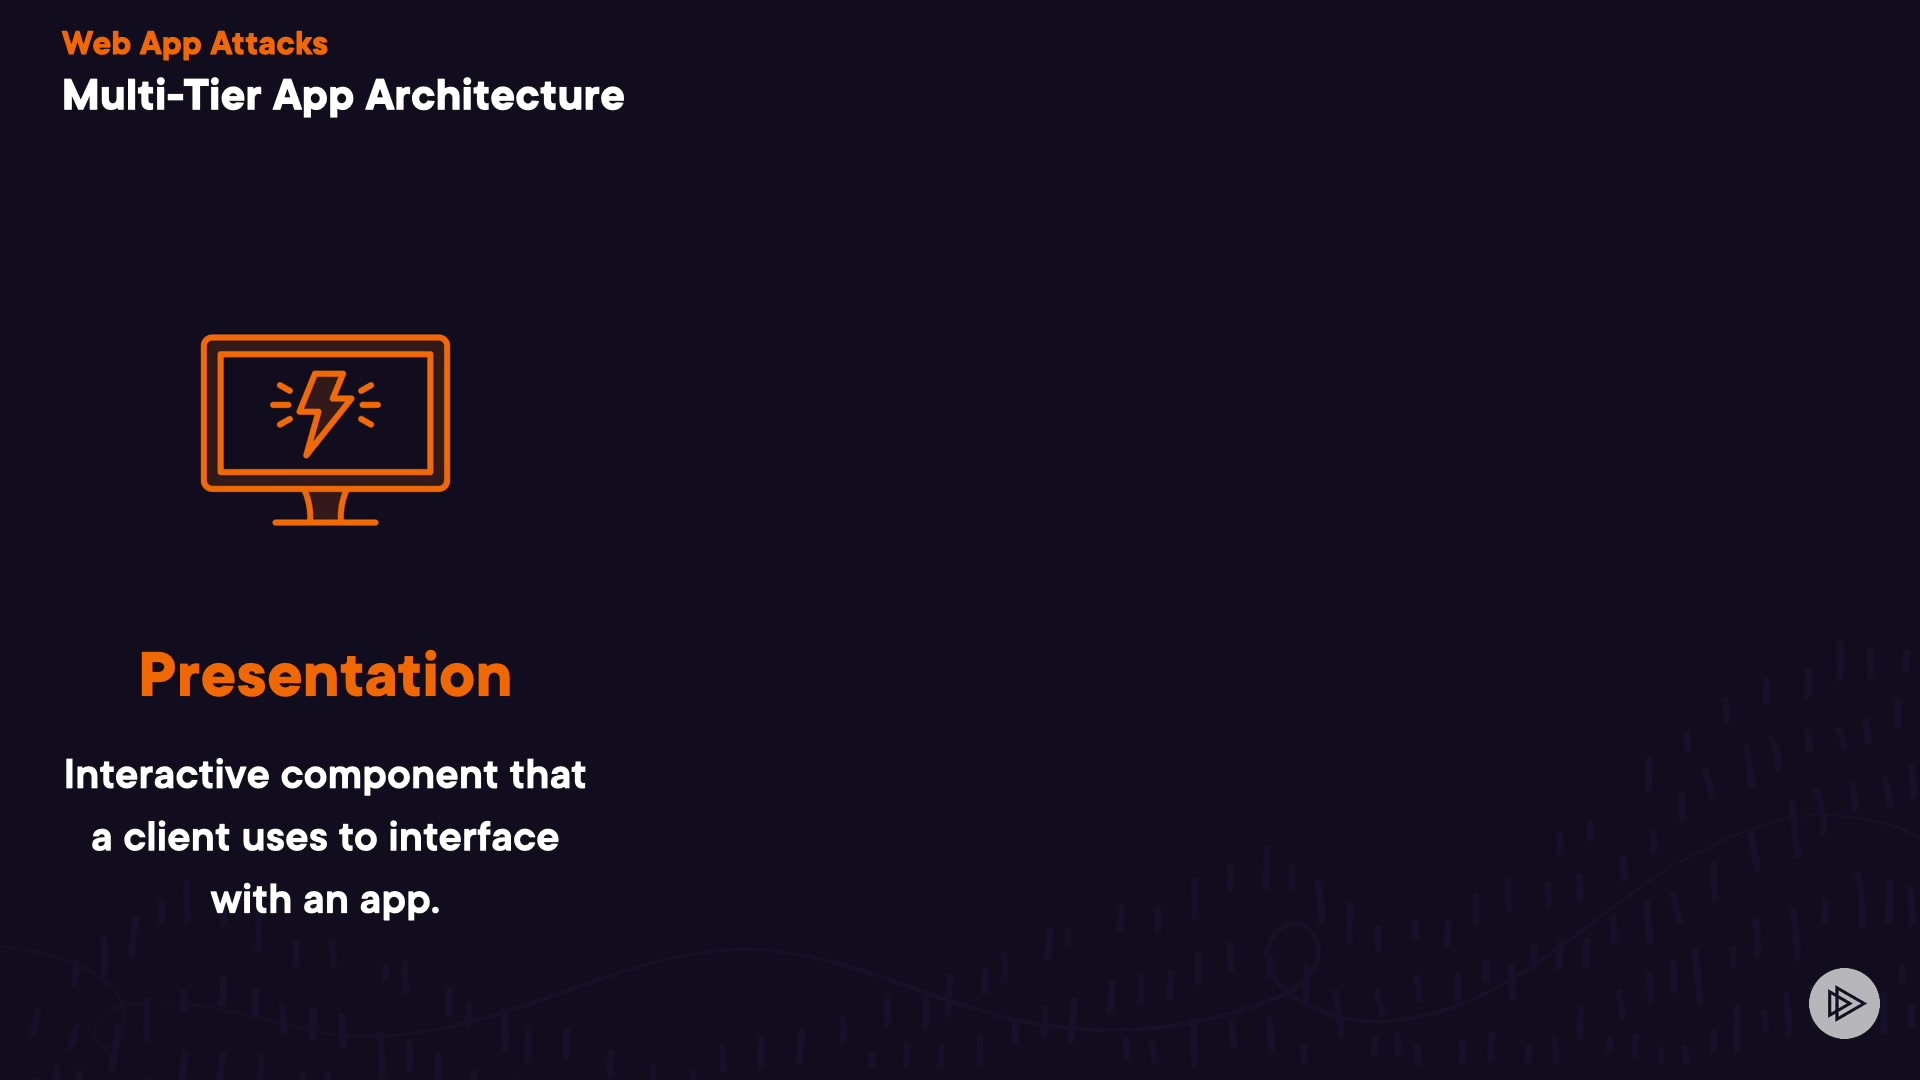 Web App Attacks
Multi-Tier App Architecture
Presentation
Interactive component that
a client uses to interface
with an app.